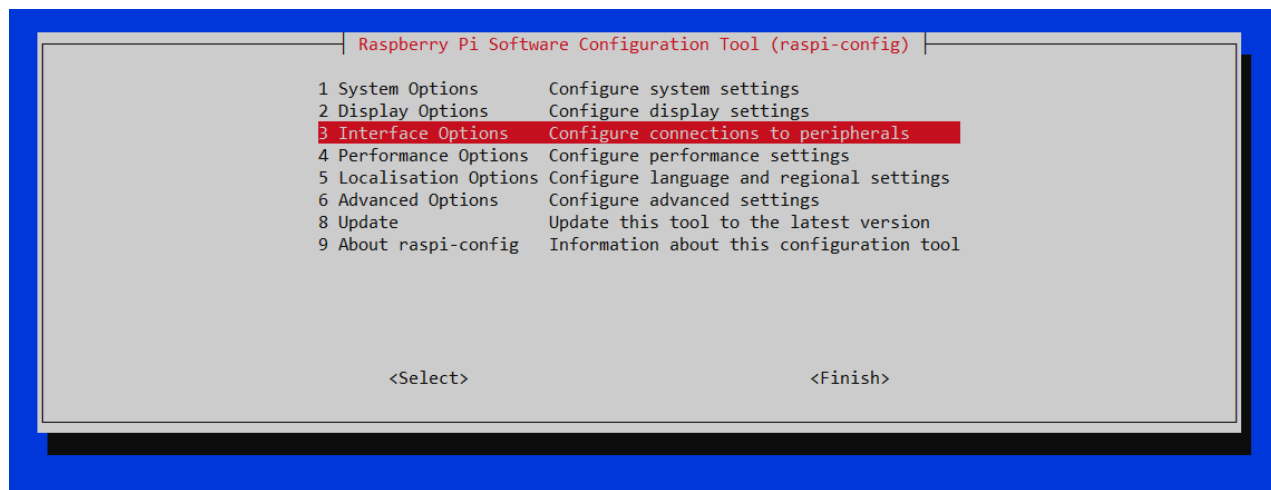 Raspberry Pi Software Configuration Tool (raspi-config)
1 System Options Configure system settings
2 Display Options Configure display settings
3 Interface Options Configure connections to peripherals
4 Performance Options Configure performance settings
5 Localisation Options Configure language and regional settings
6 Advanced Options Configure advanced settings
8 Update Update this tool to the latest version
9 About raspi-config Information about this configuration tool
<Select> <Finish>